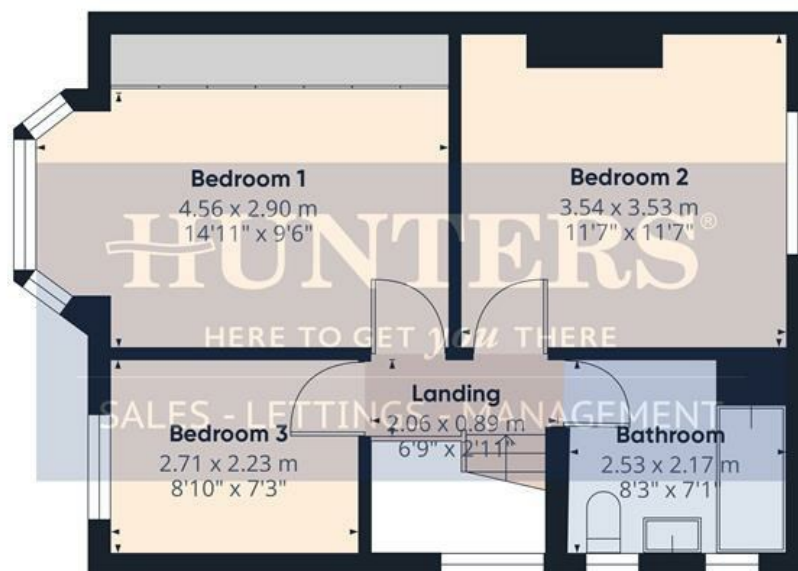 Bedroom 1
4.56 x 2.90 m
14'11" x 9'6"
Bedroom 2
3.54 x 3.53 m
11'7" x 11'7"
HUNTERS®
HERE TO GET you THERE
SALES - LETTINGS - MANAGEMENT
Landing
2.06 x 0.89 m
6'9" x 2'11"
Bedroom 3
2.71 x 2.23 m
8'10" x 7'3"
Bathroom
2.53 x 2.17 m
8'3" x 7'1"